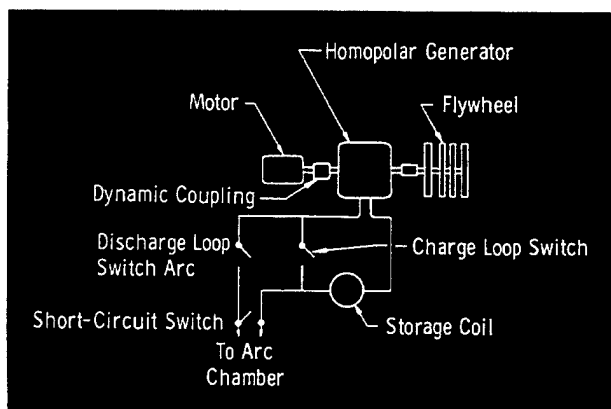 Homopolar Generator
Motor
Flywheel
Dynamic Coupling
Discharge Loop
Switch Arc
Charge Loop Switch
Short-Circuit Switch
Storage Coil
To Arc
Chamber